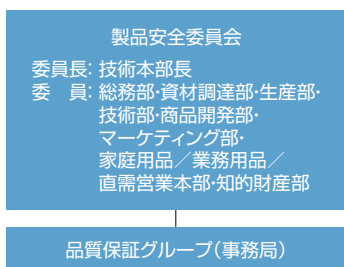 製品安全委員会
委員長：技術本部長
委　員：総務部・資材調達部・生産部・
技術部・商品開発部・
マーケティング部・
家庭用品／業務用品／
直需営業本部・知的財産部
品質保証グループ（事務局）